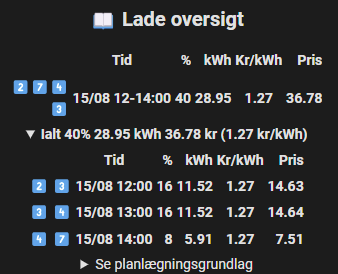 📖 Lade oversigt
Tid % kWh Kr/kWh Pris
2 7 4
3 15/08 12-14:00 40 28.95 1.27 36.78
▼ Ialt 40% 28.95 kWh 36.78 kr (1.27 kr/kWh)
Tid % kWh Kr/kWh Pris
2 3 15/08 12:00 16 11.52 1.27 14.63
3 4 15/08 13:00 16 11.52 1.27 14.64
4 7 15/08 14:00 8 5.91 1.27 7.51
▶ Se planlægningsgrundlag